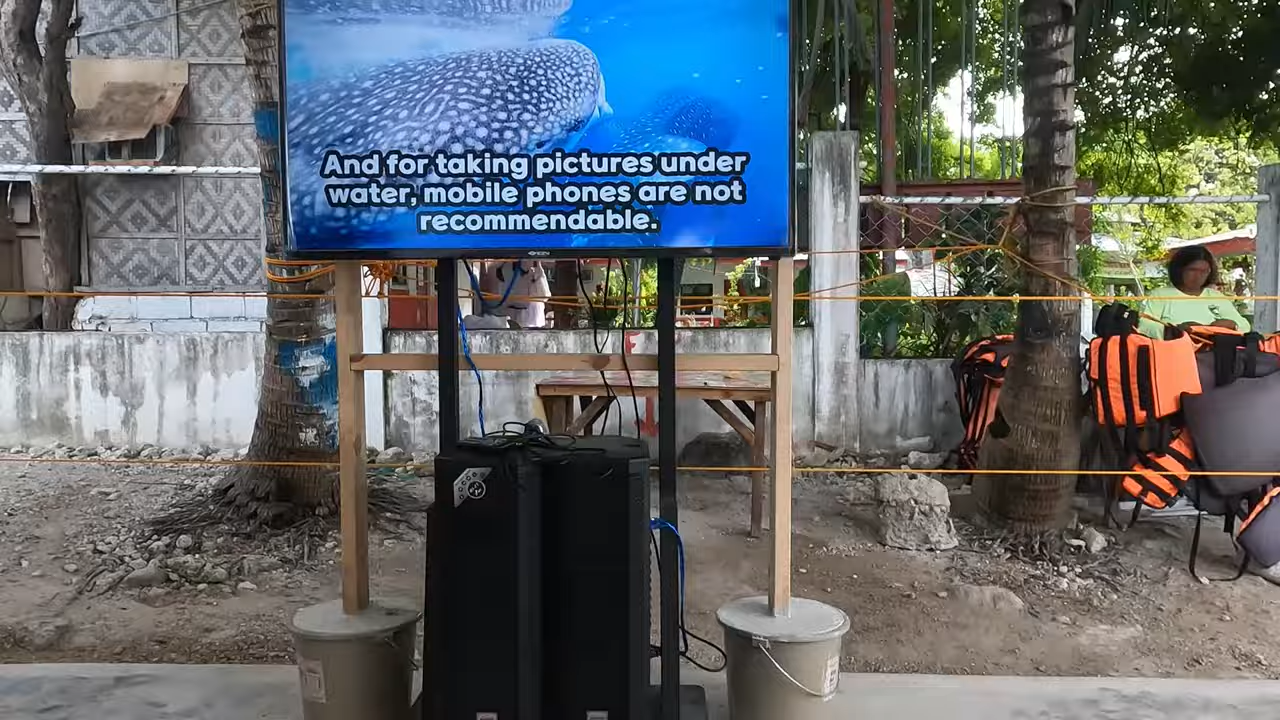 And for taking pictures under
water, mobile phones are not
recommendable.